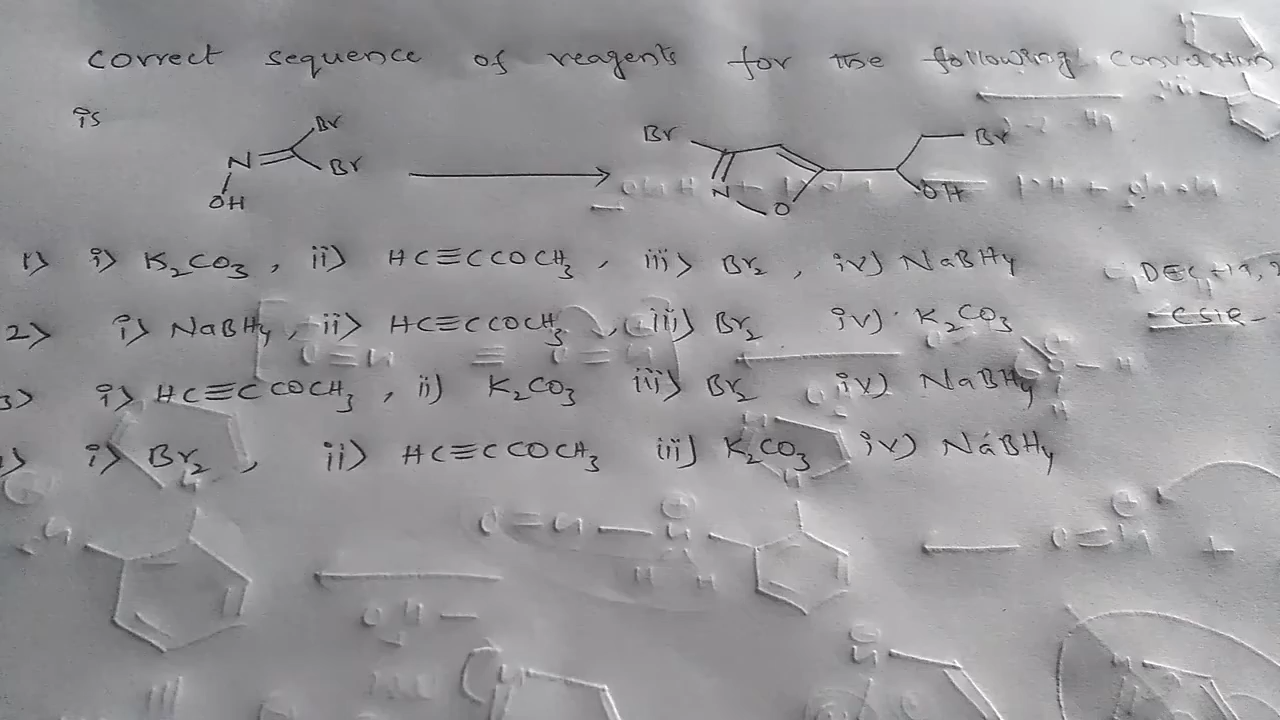 correct sequence of reagents for the following conversion
is
Br
N
Br
OH
Br
N
O
Br
OH
1) i) K₂CO₃, ii) HC≡CCOCH₃, iii) Br₂, iv) NaBH₄
2) i) NaBH₄, ii) HC≡CCOCH₃, iii) Br₂ iv) K₂CO₃
3) i) HC≡CCOCH₃, ii) K₂CO₃ iii) Br₂ iv) NaBH₄
i) Br₂, ii) HC≡CCOCH₃ iii) K₂CO₃ iv) NaBH₄